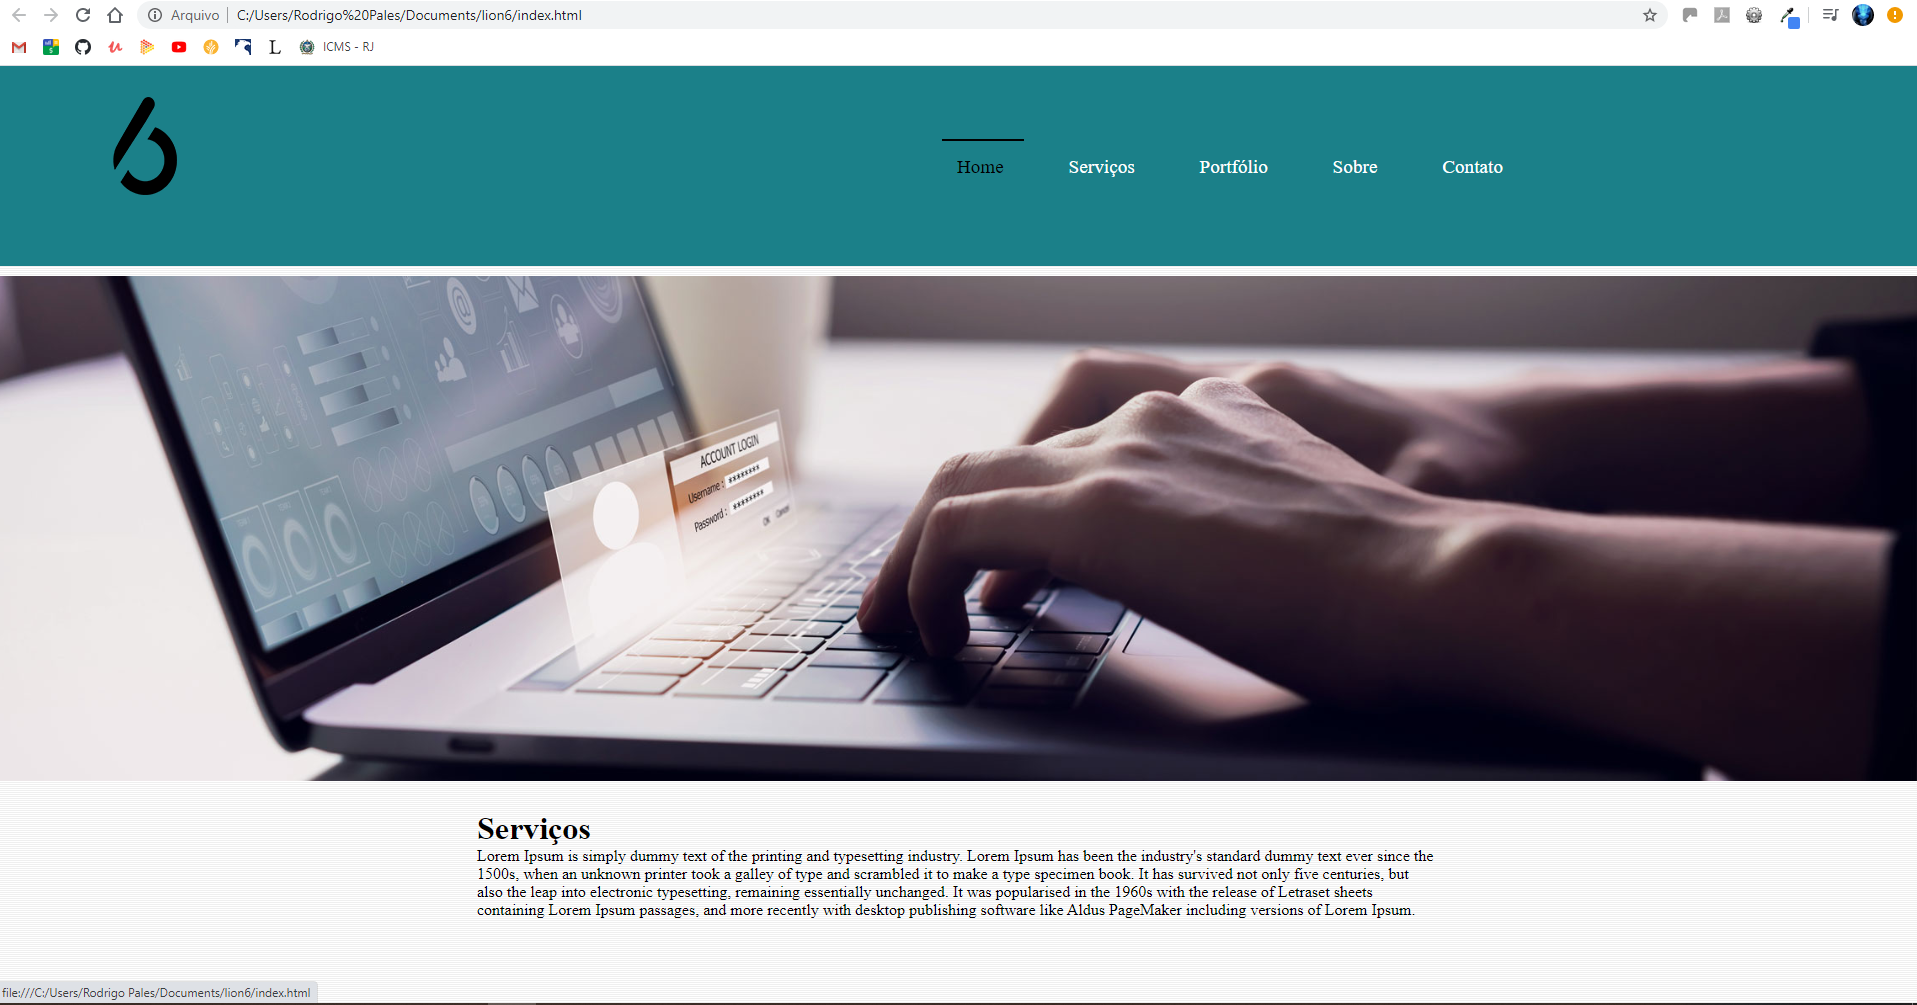 Arquivo
C:/Users/Rodrigo%20Pales/Documents/lion6/index.html
L
ICMS - RJ
Home
Serviços
Portfólio
Sobre
Contato
ACCOUNT LOGIN
Username : ********
Password : ********
OK Cancel
Serviços
Lorem Ipsum is simply dummy text of the printing and typesetting industry. Lorem Ipsum has been the industry's standard dummy text ever since the
1500s, when an unknown printer took a galley of type and scrambled it to make a type specimen book. It has survived not only five centuries, but
also the leap into electronic typesetting, remaining essentially unchanged. It was popularised in the 1960s with the release of Letraset sheets
containing Lorem Ipsum passages, and more recently with desktop publishing software like Aldus PageMaker including versions of Lorem Ipsum.
file:///C:/Users/Rodrigo Pales/Documents/lion6/index.html